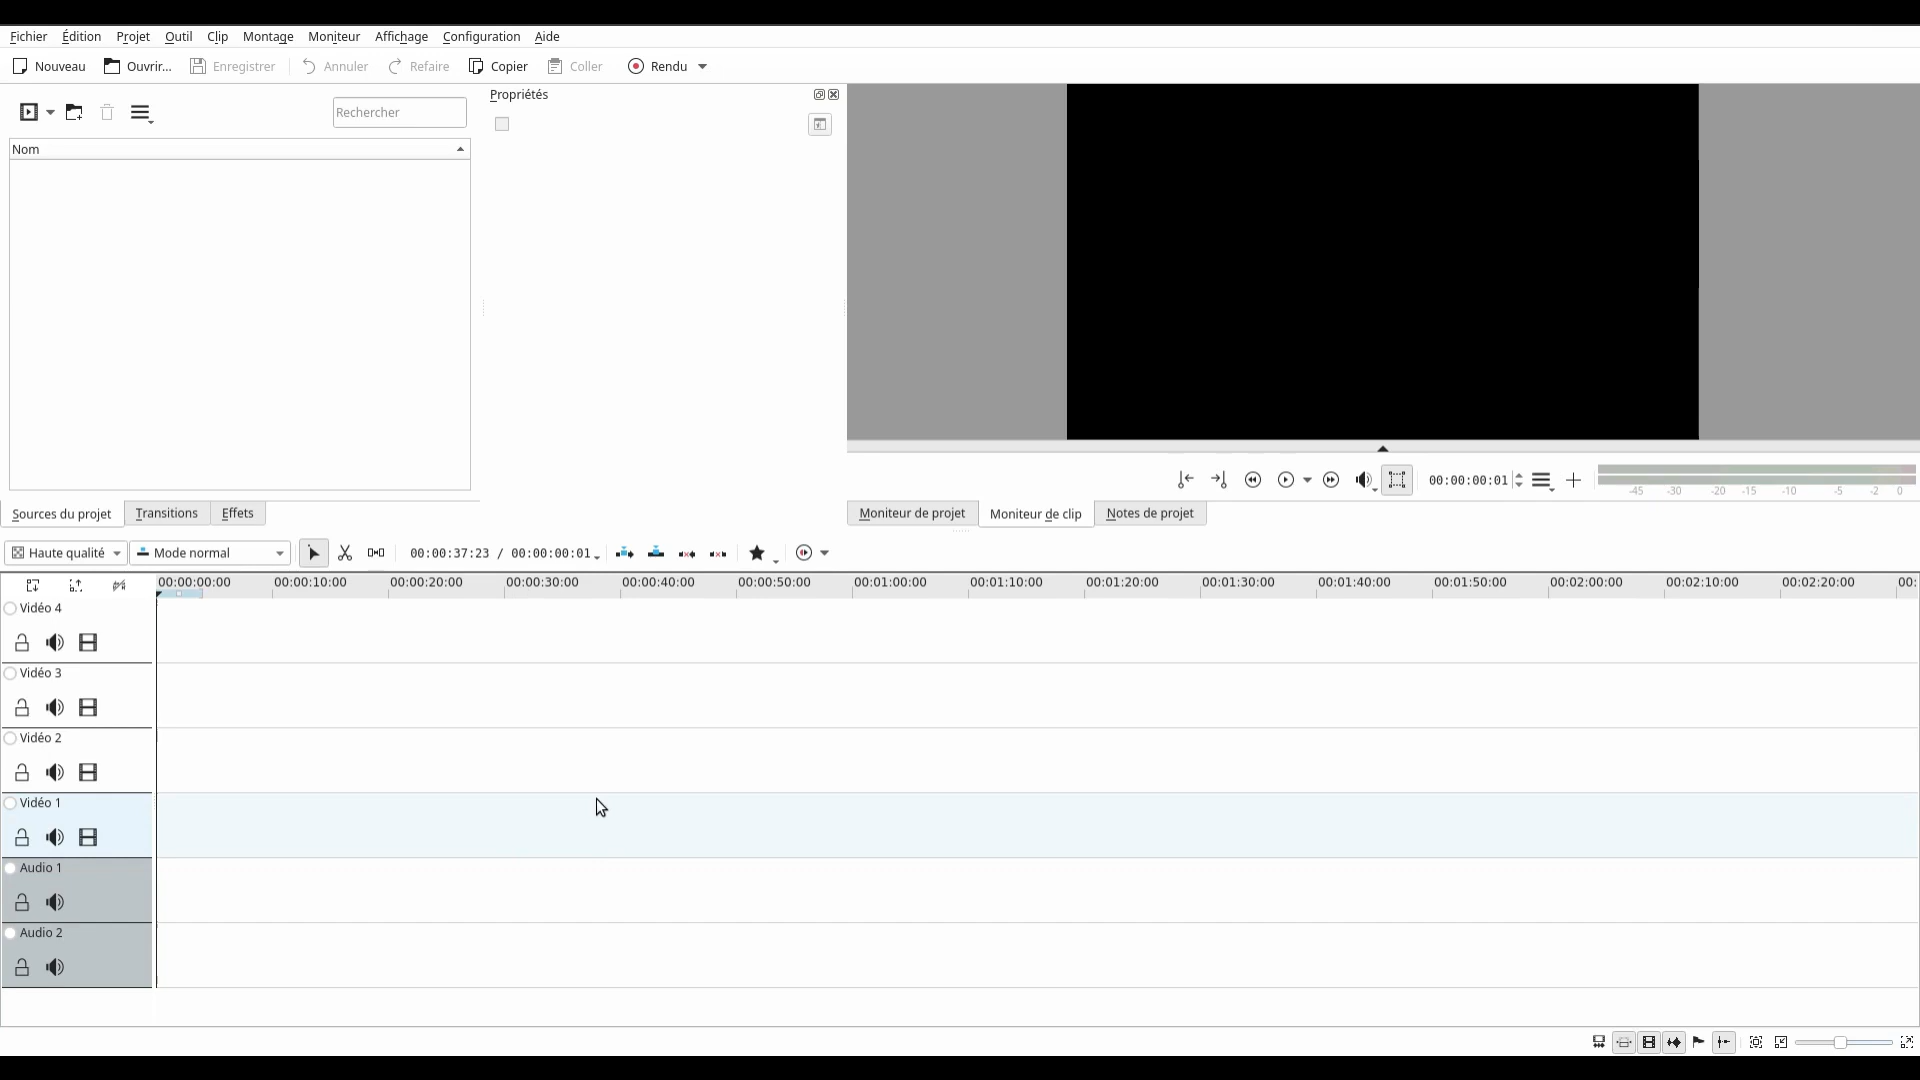 Fichier Édition Projet Outil Clip Montage Moniteur Affichage Configuration Aide
Nouveau Ouvrir... Enregistrer Annuler Refaire Copier Coller Rendu
Propriétés
Rechercher
Nom
00:00:00:01
-45 -30 -20 -15 -10 -5 -2 0
Sources du projet Transitions Effets
Moniteur de projet Moniteur de clip Notes de projet
Haute qualité Mode normal 00:00:37:23 / 00:00:00:01
00:00:00:00 00:00:10:00 00:00:20:00 00:00:30:00 00:00:40:00 00:00:50:00 00:01:00:00 00:01:10:00 00:01:20:00 00:01:30:00 00:01:40:00 00:01:50:00 00:02:00:00 00:02:10:00 00:02:20:00 00:
Vidéo 4
Vidéo 3
Vidéo 2
Vidéo 1
Audio 1
Audio 2